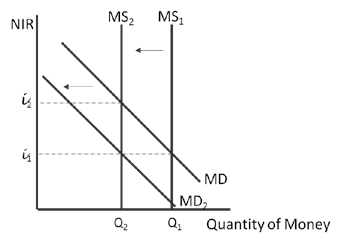 NIR
MS₂ MS₁
i₂
i₁
MD
MD₂
Q₂ Q₁ Quantity of Money